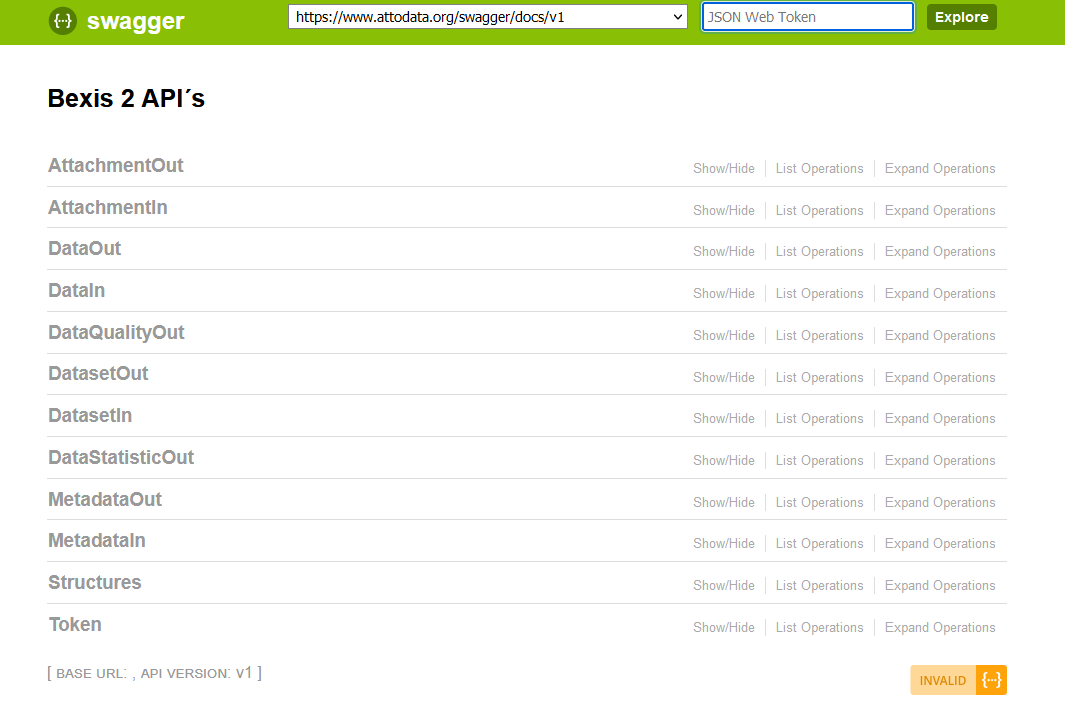 {··} swagger https://www.attodata.org/swagger/docs/v1 JSON Web Token Explore
Bexis 2 API´s
AttachmentOut Show/Hide List Operations Expand Operations
AttachmentIn Show/Hide List Operations Expand Operations
DataOut Show/Hide List Operations Expand Operations
DataIn Show/Hide List Operations Expand Operations
DataQualityOut Show/Hide List Operations Expand Operations
DatasetOut Show/Hide List Operations Expand Operations
DatasetIn Show/Hide List Operations Expand Operations
DataStatisticOut Show/Hide List Operations Expand Operations
MetadataOut Show/Hide List Operations Expand Operations
MetadataIn Show/Hide List Operations Expand Operations
Structures Show/Hide List Operations Expand Operations
Token Show/Hide List Operations Expand Operations
[ BASE URL: , API VERSION: v1 ] INVALID {···}